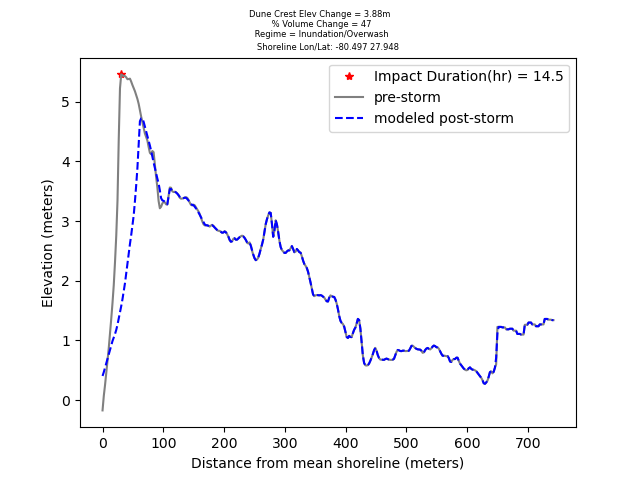 Dune Crest Elev Change = 3.88m
% Volume Change = 47
Regime = Inundation/Overwash
Shoreline Lon/Lat: -80.497 27.948
Impact Duration(hr) = 14.5
pre-storm
modeled post-storm
Elevation (meters)
5
4
3
2
1
0
0 100 200 300 400 500 600 700
Distance from mean shoreline (meters)